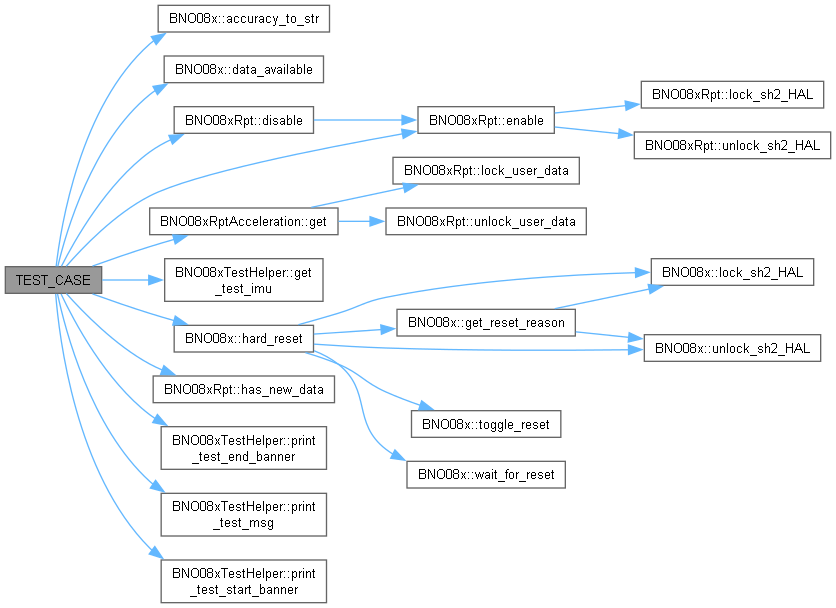 TEST_CASE
BNO08x::accuracy_to_str
BNO08x::data_available
BNO08xRpt::disable
BNO08xRpt::enable
BNO08xRpt::lock_sh2_HAL
BNO08xRpt::unlock_sh2_HAL
BNO08xRptAcceleration::get
BNO08xRpt::lock_user_data
BNO08xRpt::unlock_user_data
BNO08xTestHelper::get
_test_imu
BNO08x::hard_reset
BNO08x::get_reset_reason
BNO08x::lock_sh2_HAL
BNO08x::unlock_sh2_HAL
BNO08x::toggle_reset
BNO08x::wait_for_reset
BNO08xRpt::has_new_data
BNO08xTestHelper::print
_test_end_banner
BNO08xTestHelper::print
_test_msg
BNO08xTestHelper::print
_test_start_banner